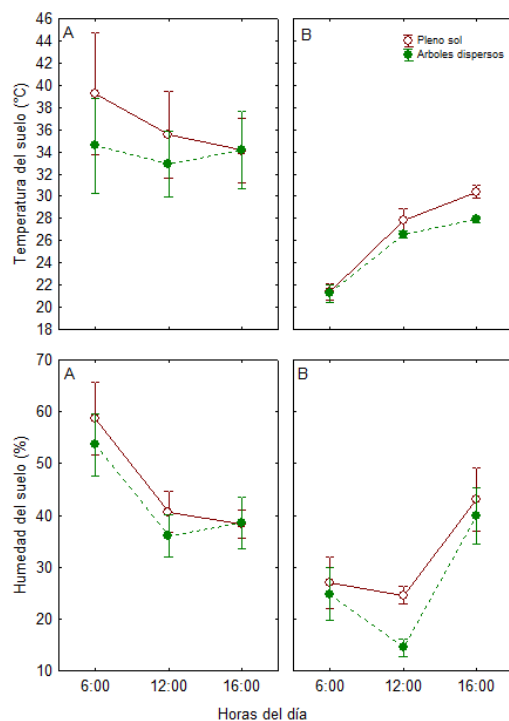 A
B
Pleno sol
Arboles dispersos
Temperatura del suelo (°C)
46
44
42
40
38
36
34
32
30
28
26
24
22
20
18
A
B
Humedad del suelo (%)
70
60
50
40
30
20
10
6:00 12:00 16:00 6:00 12:00 16:00
Horas del día